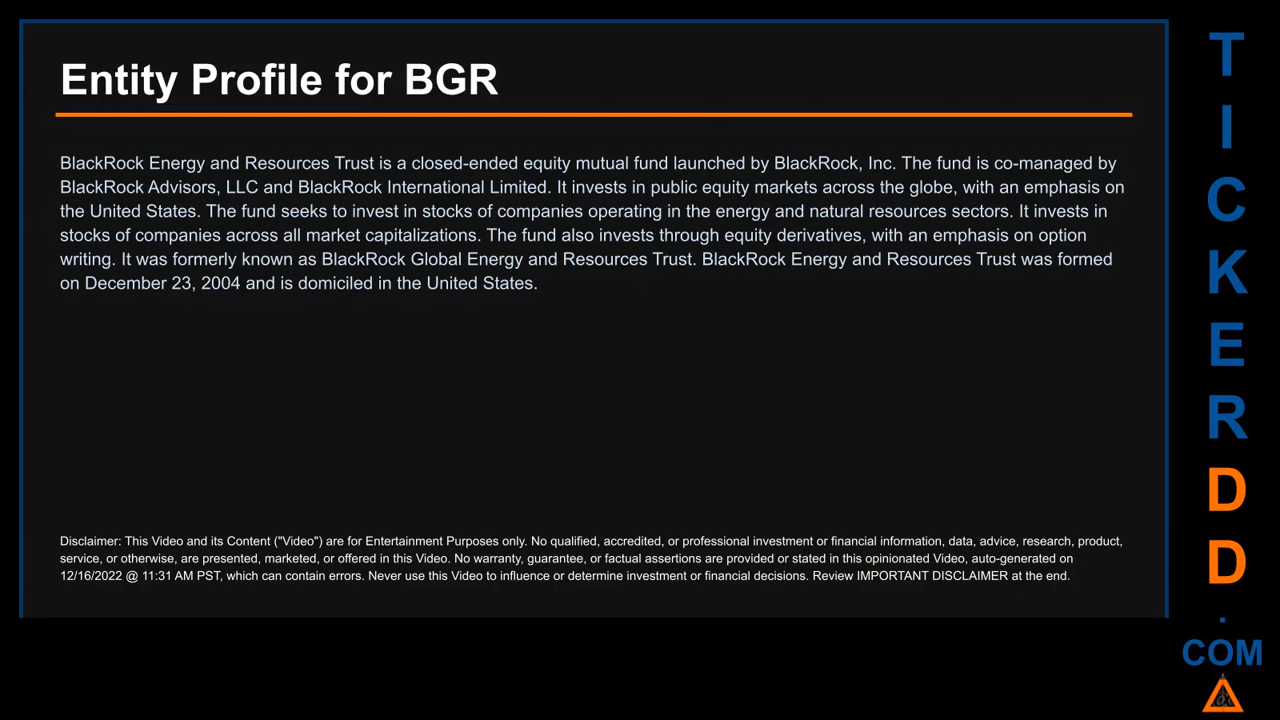 Entity Profile for BGR
BlackRock Energy and Resources Trust is a closed-ended equity mutual fund launched by BlackRock, Inc. The fund is co-managed by
BlackRock Advisors, LLC and BlackRock International Limited. It invests in public equity markets across the globe, with an emphasis on
the United States. The fund seeks to invest in stocks of companies operating in the energy and natural resources sectors. It invests in
stocks of companies across all market capitalizations. The fund also invests through equity derivatives, with an emphasis on option
writing. It was formerly known as BlackRock Global Energy and Resources Trust. BlackRock Energy and Resources Trust was formed
on December 23, 2004 and is domiciled in the United States.
Disclaimer: This Video and its Content ("Video") are for Entertainment Purposes only. No qualified, accredited, or professional investment or financial information, data, advice, research, product,
service, or otherwise, are presented, marketed, or offered in this Video. No warranty, guarantee, or factual assertions are provided or stated in this opinionated Video, auto-generated on
12/16/2022 @ 11:31 AM PST, which can contain errors. Never use this Video to influence or determine investment or financial decisions. Review IMPORTANT DISCLAIMER at the end.
T
I
C
K
E
R
D
D
.
COM